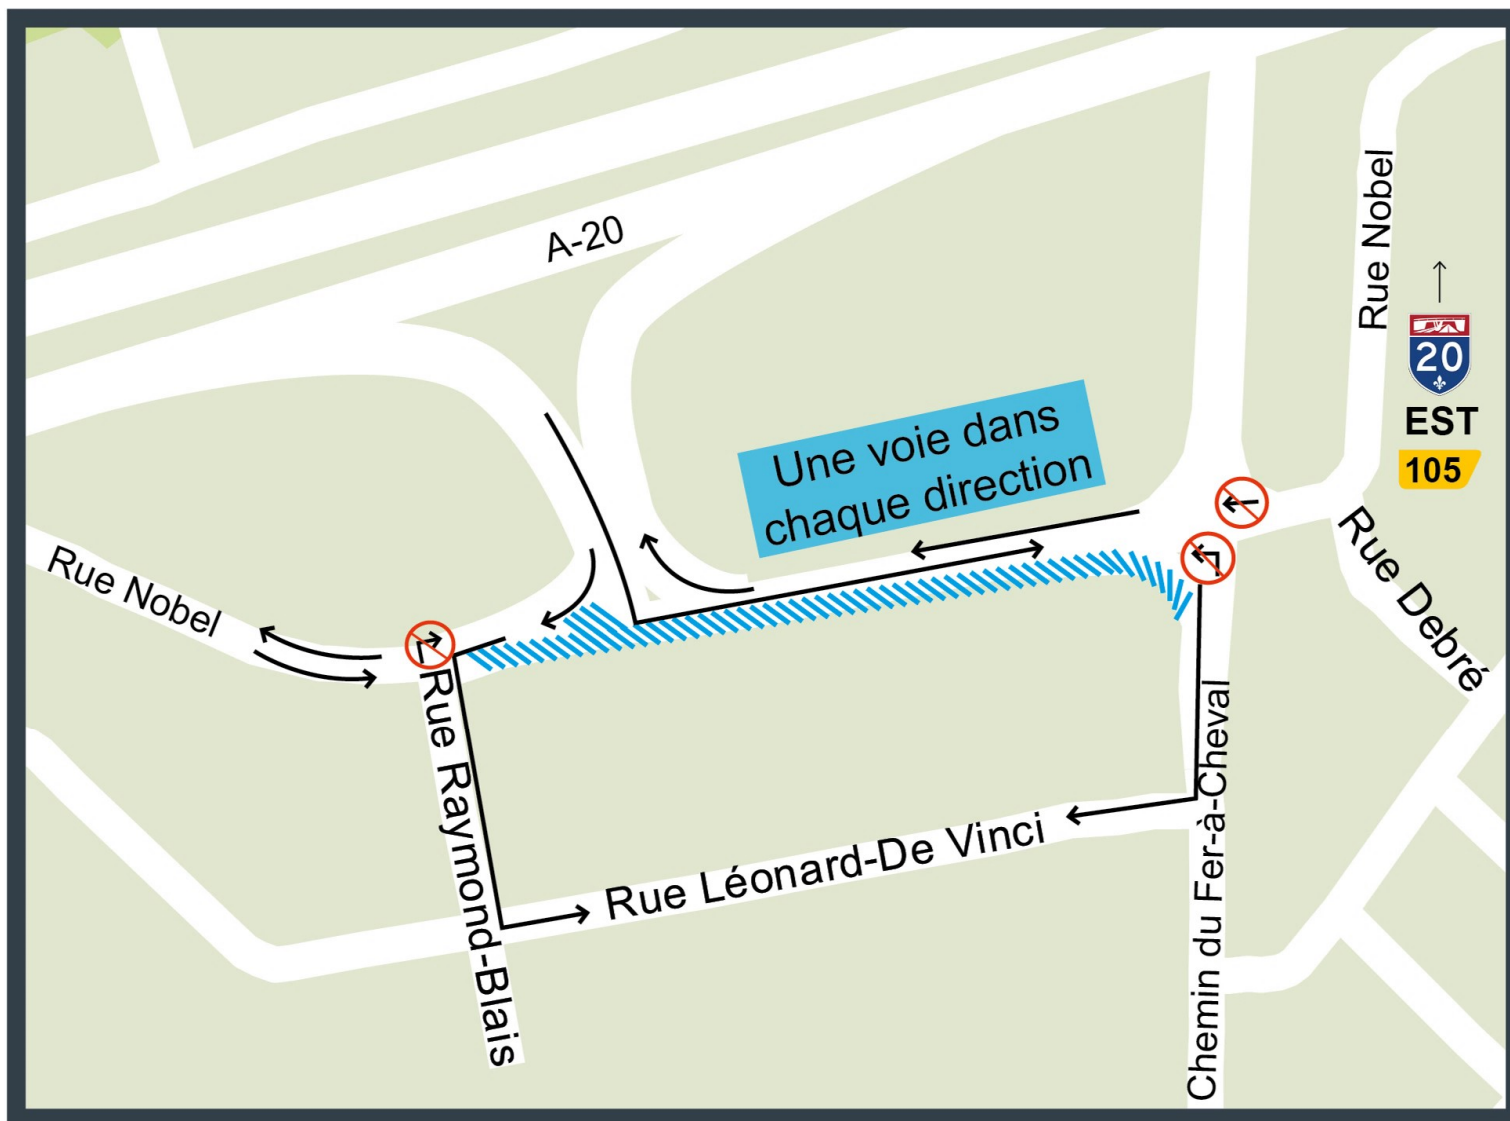 A-20
Rue Nobel
20
EST
105
Une voie dans
chaque direction
Rue Nobel
Rue Debré
Rue Raymond-Blais
Rue Léonard-De Vinci
Chemin du Fer-à-Cheval